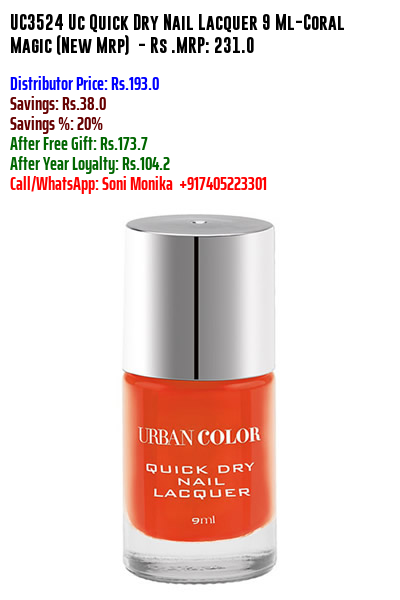 UC3524 Uc Quick Dry Nail Lacquer 9 Ml-Coral
Magic (New Mrp) - Rs .MRP: 231.0
Distributor Price: Rs.193.0
Savings: Rs.38.0
Savings %: 20%
After Free Gift: Rs.173.7
After Year Loyalty: Rs.104.2
Call/WhatsApp: Soni Monika +917405223301
URBAN COLOR
QUICK DRY
NAIL
LACQUER
9ml